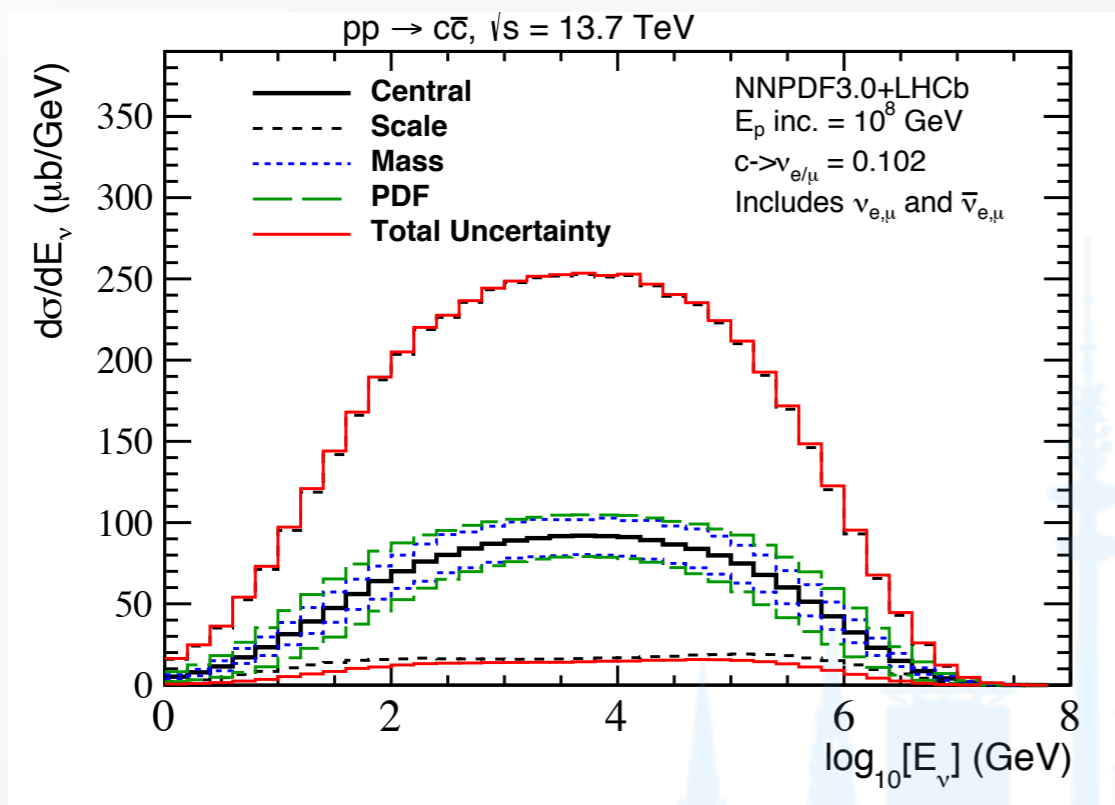 pp → cc̅, √s = 13.7 TeV
dσ/dE_ν (μb/GeV)
350
300
250
200
150
100
50
0
Central
Scale
Mass
PDF
Total Uncertainty
NNPDF3.0+LHCb
E_p inc. = 10^8 GeV
c->ν_e/μ = 0.102
Includes ν_e,μ and ν̅_e,μ
0 2 4 6 8
log_10[E_ν] (GeV)